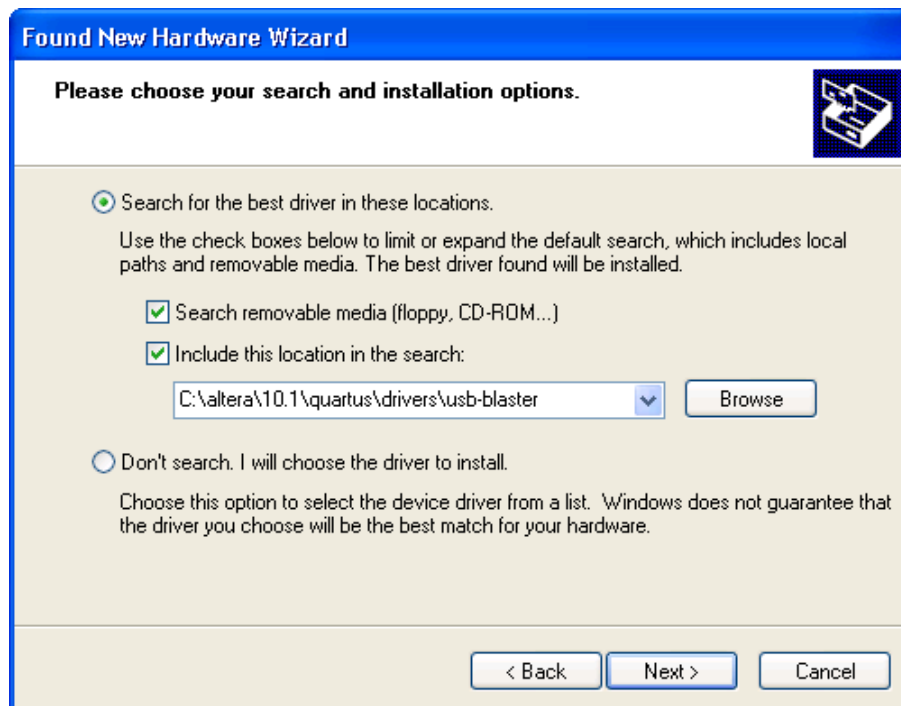 Found New Hardware Wizard
Please choose your search and installation options.
Search for the best driver in these locations.
Use the check boxes below to limit or expand the default search, which includes local
paths and removable media. The best driver found will be installed.
Search removable media (floppy, CD-ROM...)
Include this location in the search:
C:\altera\10.1\quartus\drivers\usb-blaster
Browse
Don't search. I will choose the driver to install.
Choose this option to select the device driver from a list. Windows does not guarantee that
the driver you choose will be the best match for your hardware.
< Back Next > Cancel